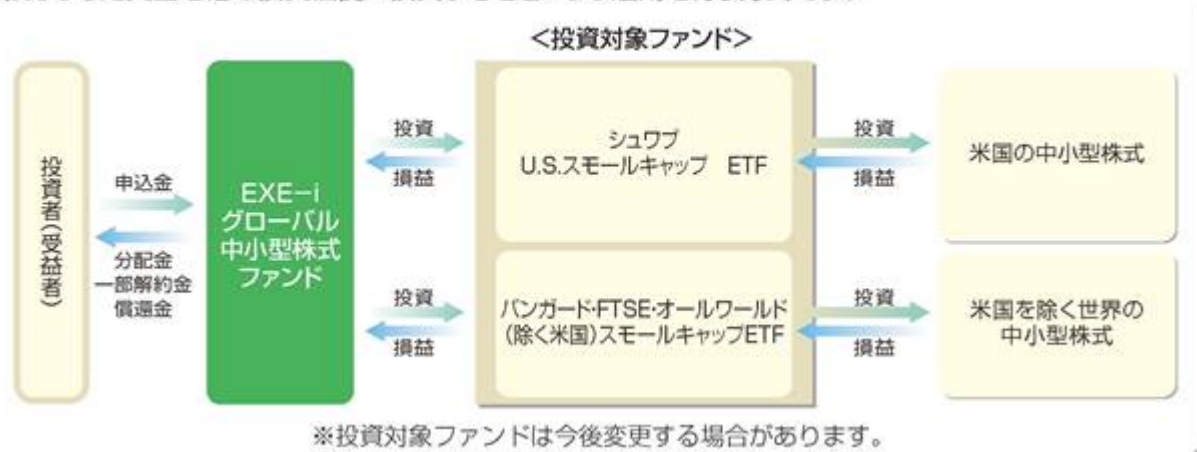 <投資対象ファンド>
投資者(受益者)
申込金
分配金
一部解約金
償還金
EXE-i
グローバル
中小型株式
ファンド
投資
損益
シュワブ
U.S.スモールキャップ ETF
投資
損益
米国の中小型株式
投資
損益
バンガード・FTSE・オールワールド
(除く米国)スモールキャップETF
投資
損益
米国を除く世界の
中小型株式
※投資対象ファンドは今後変更する場合があります。